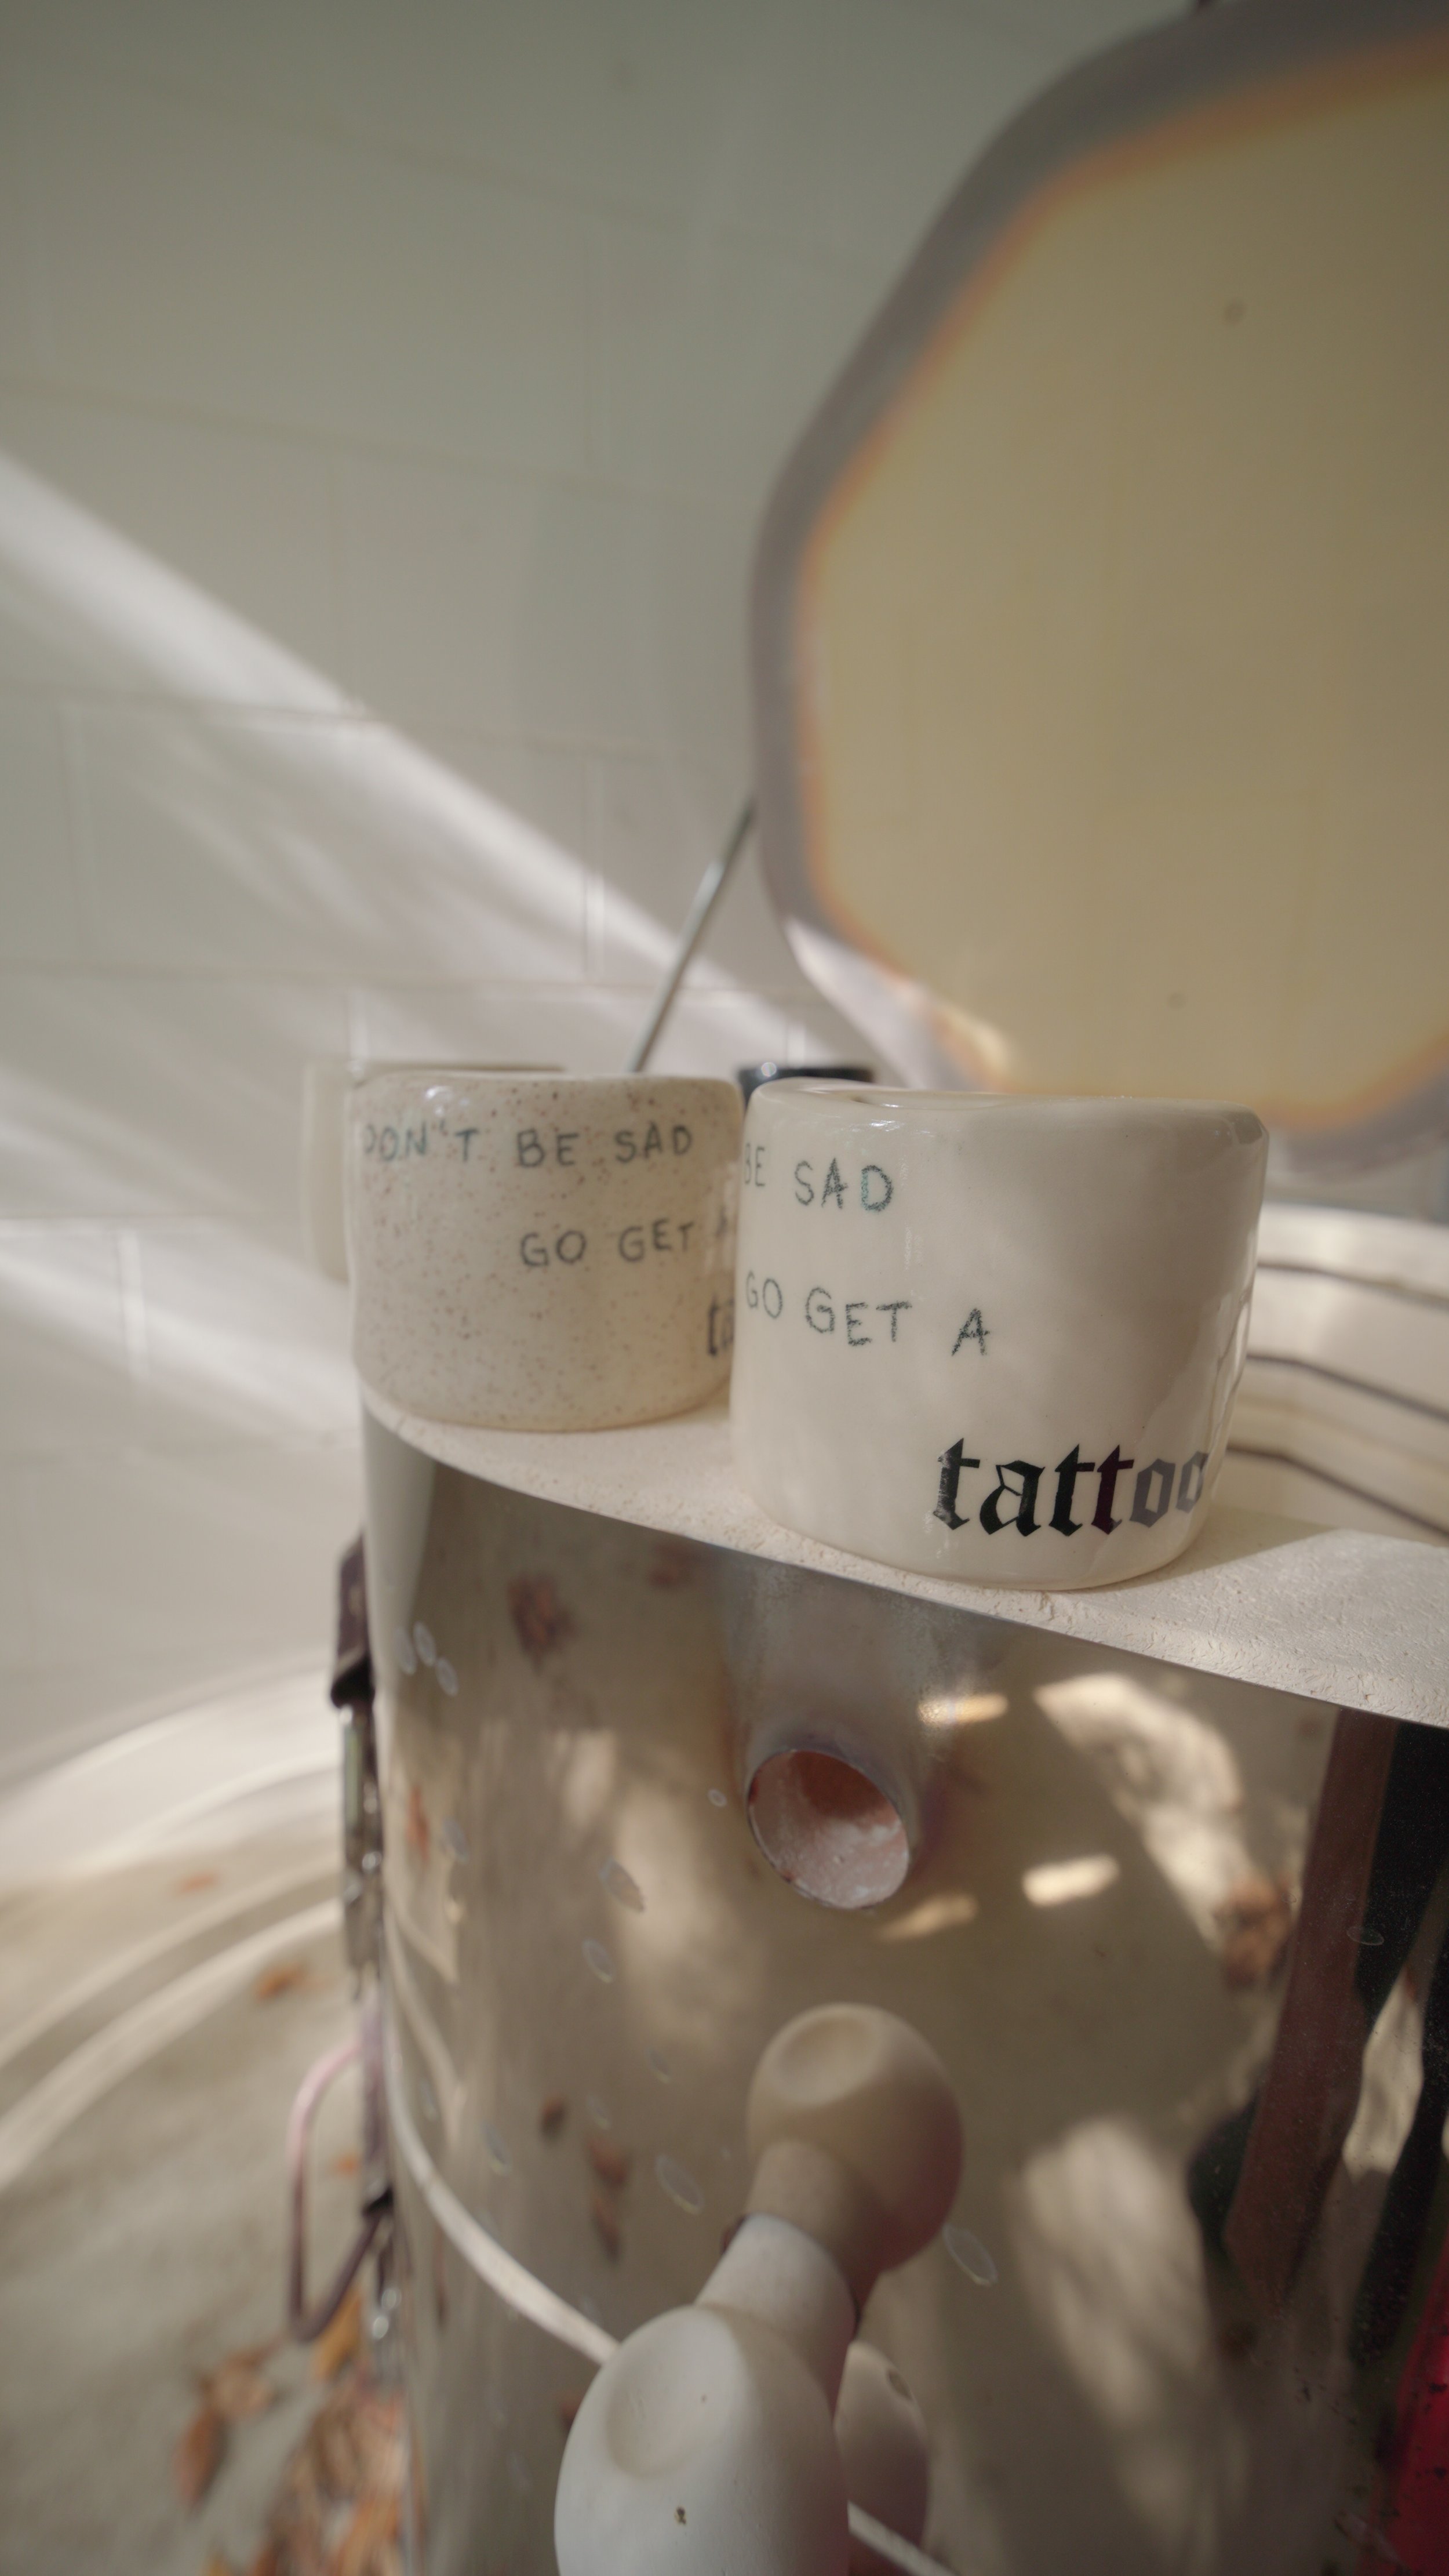 DON'T BE SAD
GO GET
BE SAD
GO GET A
tattoo